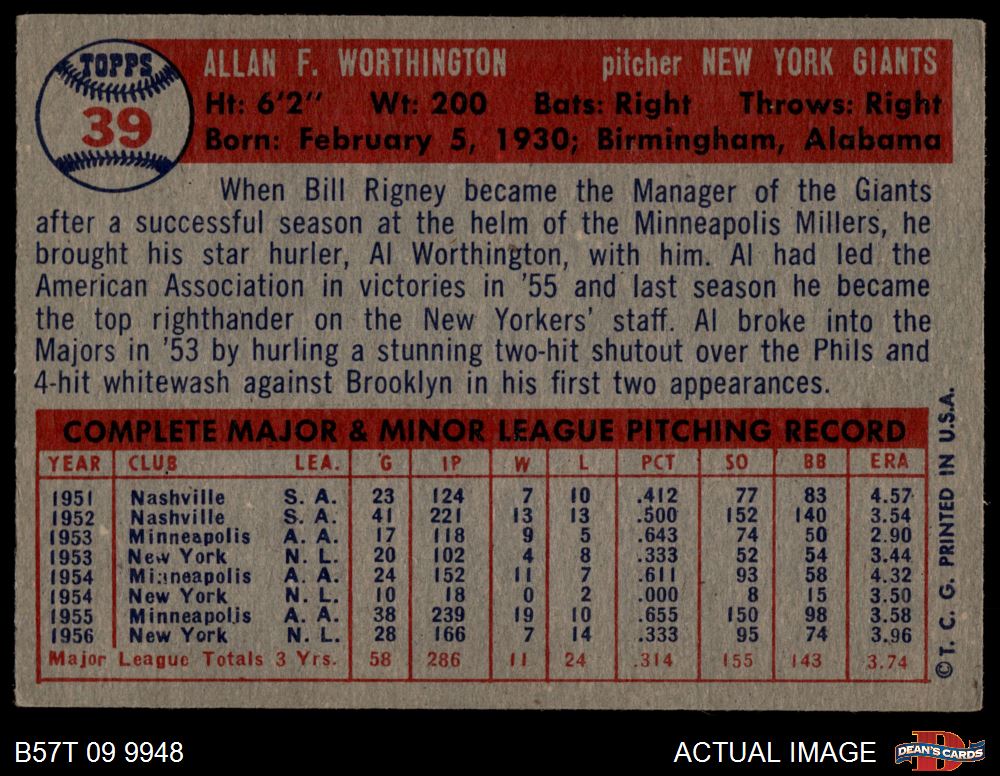 TOPPS
39
ALLAN F. WORTHINGTON pitcher NEW YORK GIANTS
Ht: 6'2" Wt: 200 Bats: Right Throws: Right
Born: February 5, 1930; Birmingham, Alabama
When Bill Rigney became the Manager of the Giants
after a successful season at the helm of the Minneapolis Millers, he
brought his star hurler, Al Worthington, with him. Al had led the
American Association in victories in '55 and last season he became
the top righthander on the New Yorkers' staff. Al broke into the
Majors in '53 by hurling a stunning two-hit shutout over the Phils and
4-hit whitewash against Brooklyn in his first two appearances.
COMPLETE MAJOR & MINOR LEAGUE PITCHING RECORD
YEAR CLUB LEA. G IP W L PCT SO BB ERA
1951 Nashville S. A. 23 124 7 10 .412 77 83 4.57
1952 Nashville S. A. 41 221 13 13 .500 152 140 3.54
1953 Minneapolis A. A. 17 118 9 5 .643 74 50 2.90
1953 New York N. L. 20 102 4 8 .333 52 54 3.44
1954 Minneapolis A. A. 24 152 11 7 .611 93 58 4.32
1954 New York N. L. 10 18 0 2 .000 8 15 3.50
1955 Minneapolis A. A. 38 239 19 10 .655 150 98 3.58
1956 New York N. L. 28 166 7 14 .333 95 74 3.96
Major League Totals 3 Yrs. 58 286 11 24 .314 155 143 3.74
© T. C. G. PRINTED IN U.S.A.
B57T 09 9948 ACTUAL IMAGE
DEAN'S CARDS